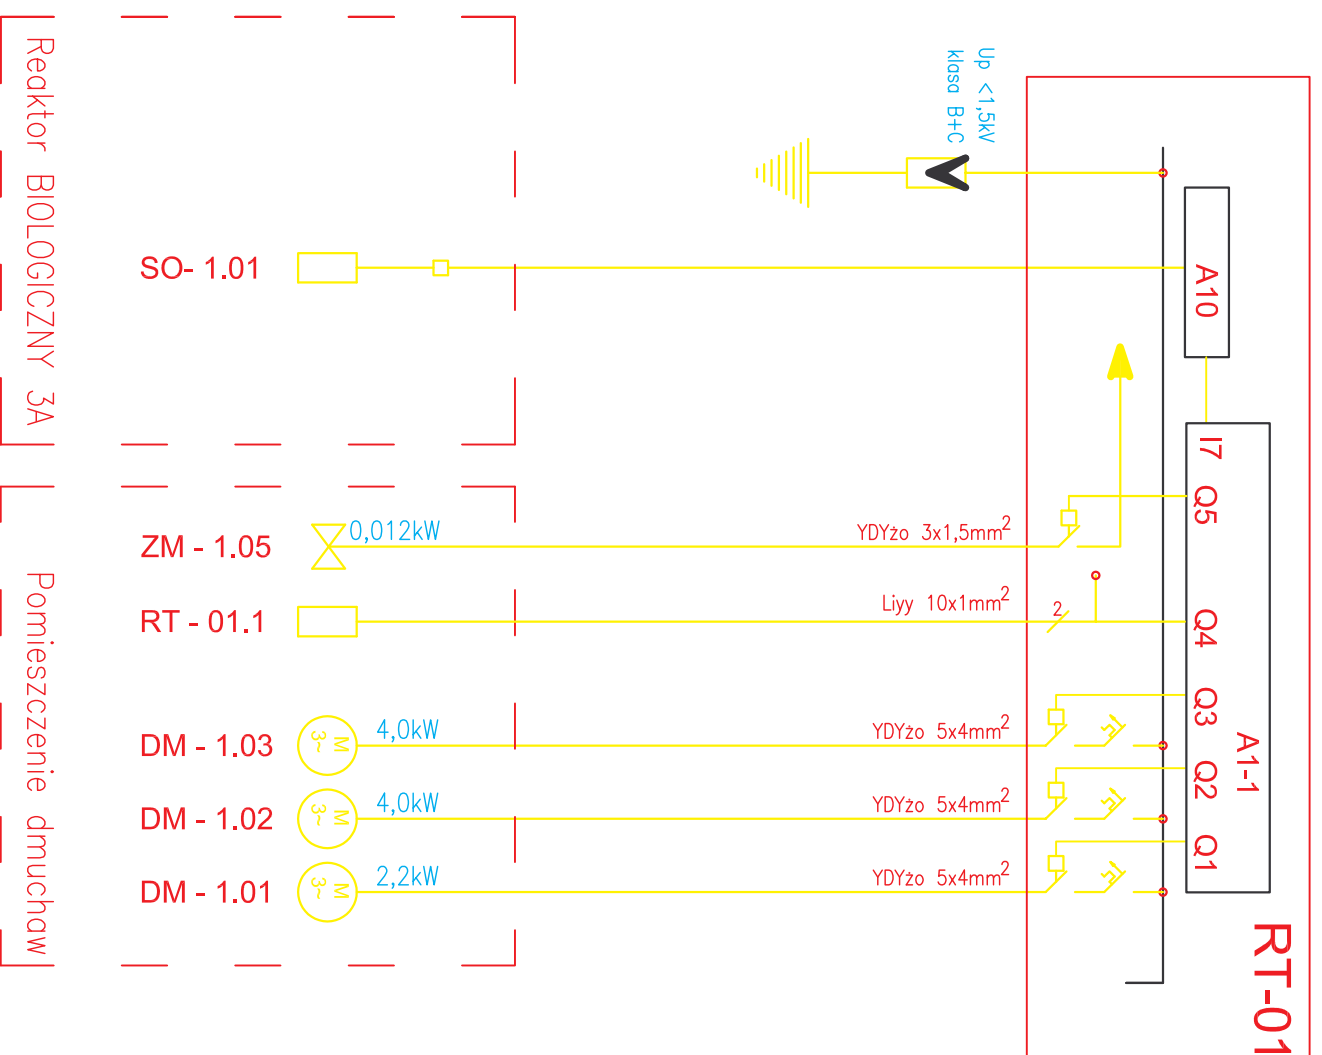 Reaktor BIOLOGICZNY 3A
Up <1,5kV
klasa B+C
SO- 1.01
A10
I7
ZM - 1.05
0,012kW
YDYżo 3x1,5mm²
Q5
RT - 01.1
Liyy 10x1mm²
2
Q4
Pomieszczenie dmuchaw
DM - 1.03
M
3~
4,0kW
YDYżo 5x4mm²
Q3
A1-1
DM - 1.02
M
3~
4,0kW
YDYżo 5x4mm²
Q2
DM - 1.01
M
3~
2,2kW
YDYżo 5x4mm²
Q1
RT-01